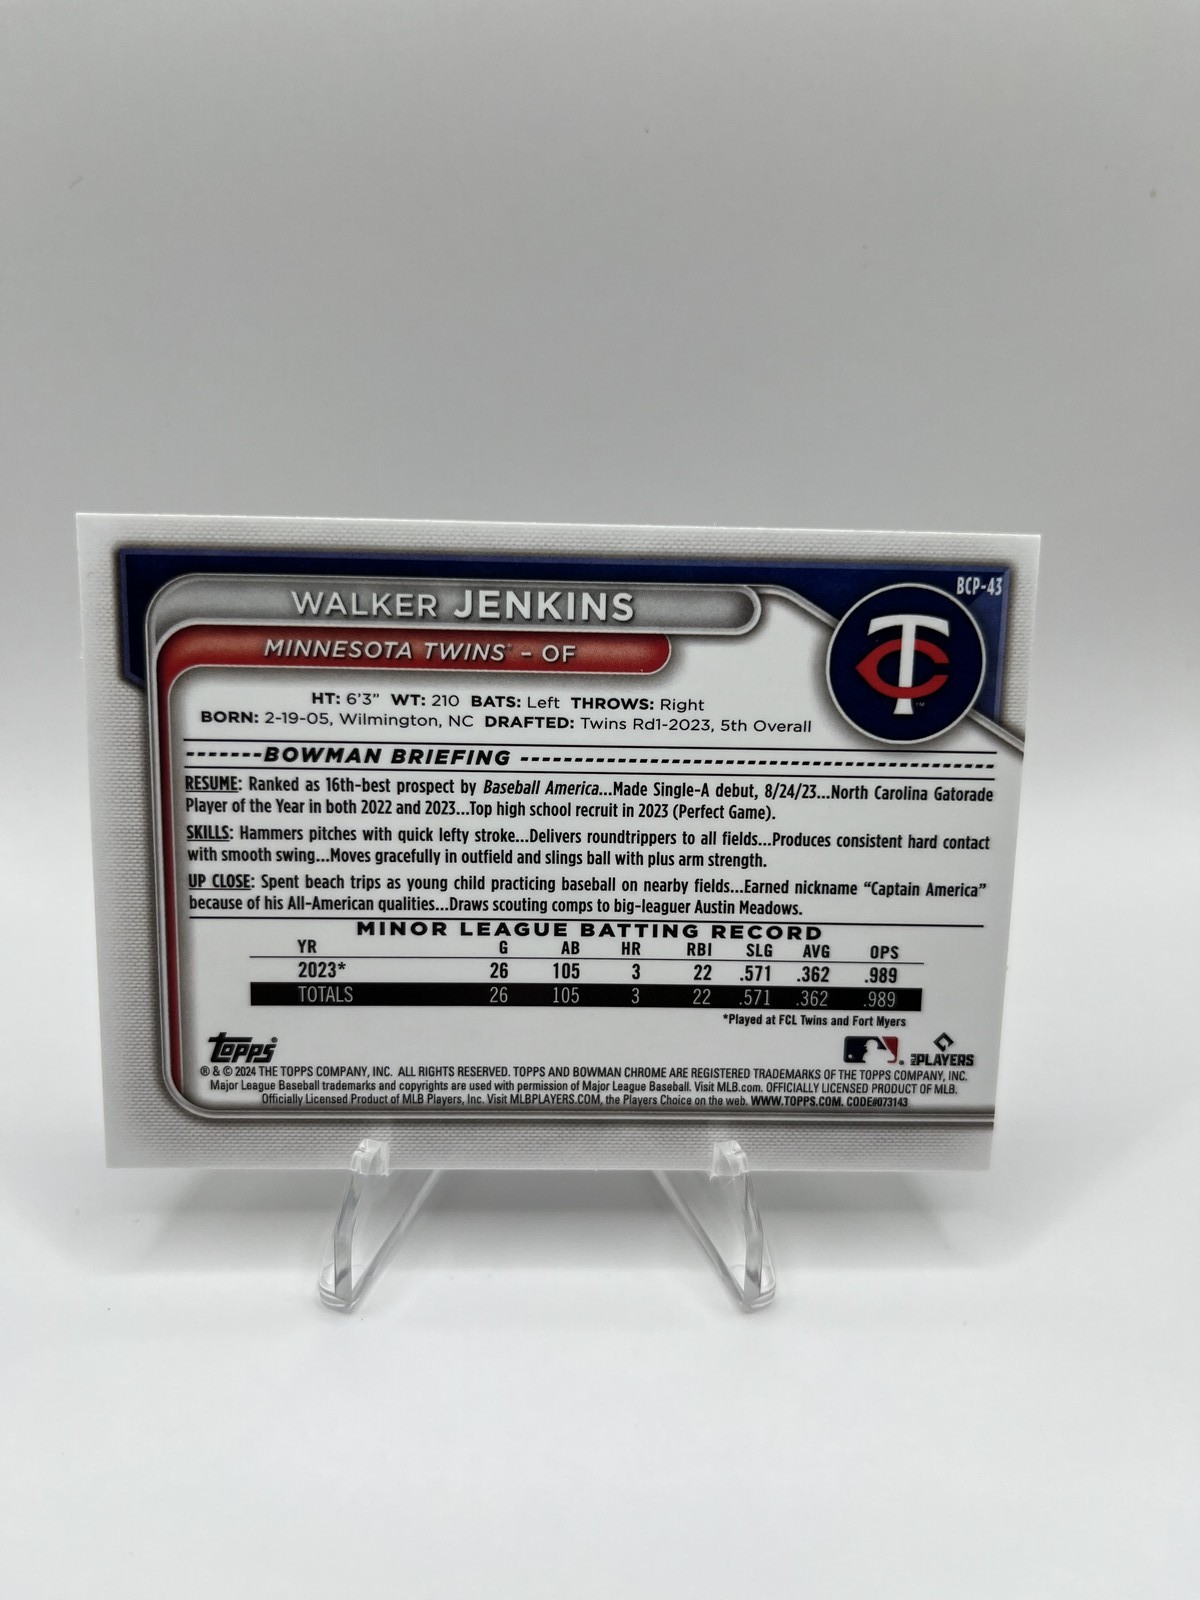 BCP-43
WALKER JENKINS
MINNESOTA TWINS - OF
HT: 6'3" WT: 210 BATS: Left THROWS: Right
BORN: 2-19-05, Wilmington, NC DRAFTED: Twins Rd1-2023, 5th Overall
BOWMAN BRIEFING
RESUME: Ranked as 16th-best prospect by Baseball America...Made Single-A debut, 8/24/23...North Carolina Gatorade
Player of the Year in both 2022 and 2023...Top high school recruit in 2023 (Perfect Game).
SKILLS: Hammers pitches with quick lefty stroke...Delivers roundtrippers to all fields...Produces consistent hard contact
with smooth swing...Moves gracefully in outfield and slings ball with plus arm strength.
UP CLOSE: Spent beach trips as young child practicing baseball on nearby fields...Earned nickname “Captain America”
because of his All-American qualities...Draws scouting comps to big-leaguer Austin Meadows.
MINOR LEAGUE BATTING RECORD
YR G AB HR RBI SLG AVG OPS
2023* 26 105 3 22 .571 .362 .989
TOTALS 26 105 3 22 .571 .362 .989
*Played at FCL Twins and Fort Myers
Topps
PLAYERS
® & © 2024 THE TOPPS COMPANY, INC. ALL RIGHTS RESERVED. TOPPS AND BOWMAN CHROME ARE REGISTERED TRADEMARKS OF THE TOPPS COMPANY, INC.
Major League Baseball trademarks and copyrights are used with permission of Major League Baseball. Visit MLB.com. OFFICIALLY LICENSED PRODUCT OF MLB.
Officially Licensed Product of MLB Players, Inc. Visit MLBPLAYERS.COM, the Players Choice on the web. WWW.TOPPS.COM. CODE#073143